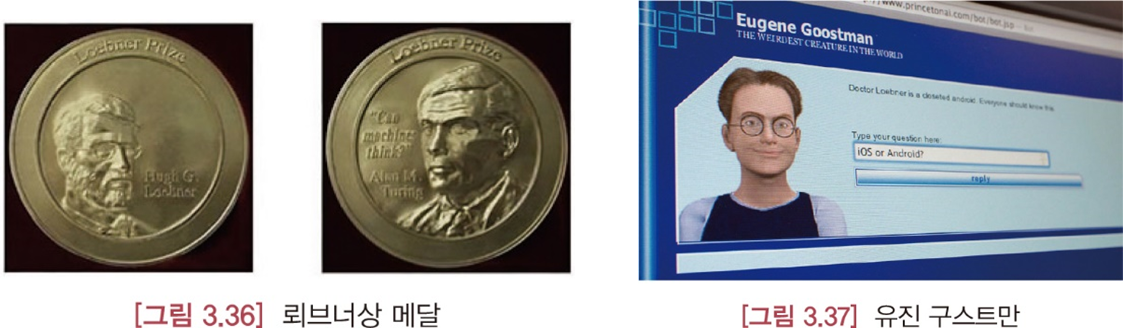 Loebner Prize
Hugh G.
Loebner
Loebner Prize
"Can
machine
think?"
Alan M.
Turing
[그림 3.36] 뢰브너상 메달
http://www.princetonai.com/bot/bot.jsp
Eugene Goostman
THE WEIRDEST CREATURE IN THE WORLD
Doctor Loebner is a closeted android. Everyone should know this.
Type your question here:
iOS or Android?
reply
[그림 3.37] 유진 구스트만